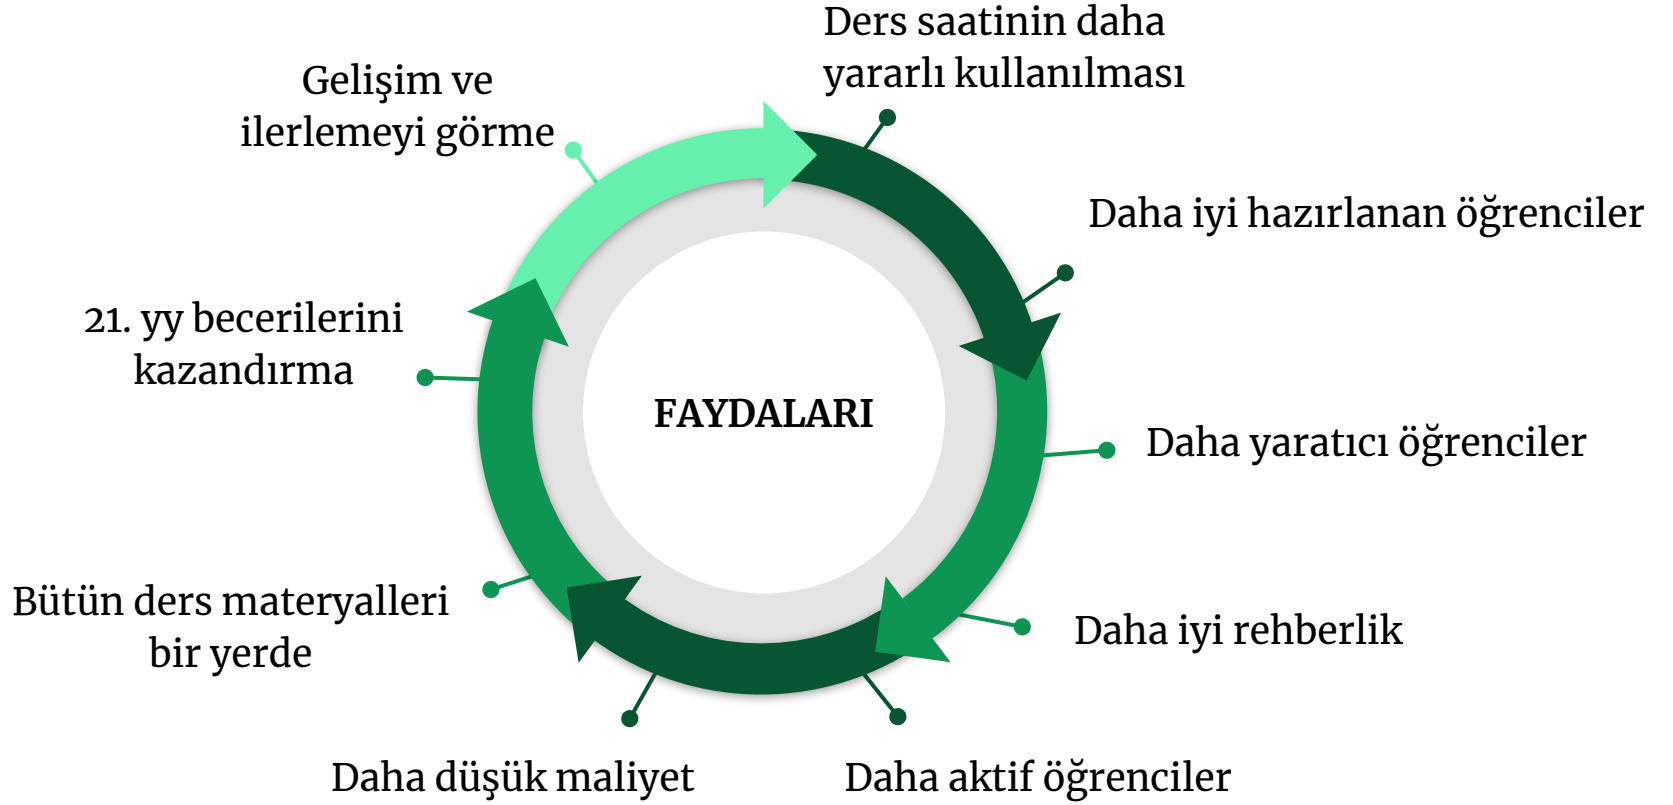 Ders saatinin daha
yararlı kullanılması
Daha iyi hazırlanan öğrenciler
Daha yaratıcı öğrenciler
Daha iyi rehberlik
Daha aktif öğrenciler
Daha düşük maliyet
Bütün ders materyalleri
bir yerde
21. yy becerilerini
kazandırma
Gelişim ve
ilerlemeyi görme
FAYDALARI